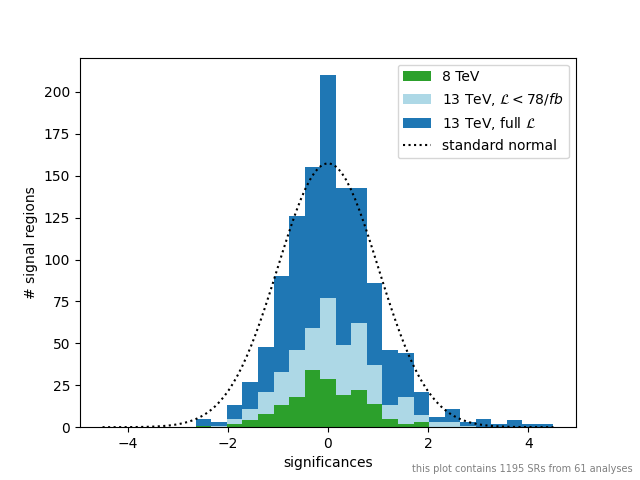 8 TeV
13 TeV, ℒ < 78/fb
13 TeV, full ℒ
standard normal
# signal regions
200
175
150
125
100
75
50
25
0
−4
−2
0
2
4
significances
this plot contains 1195 SRs from 61 analyses